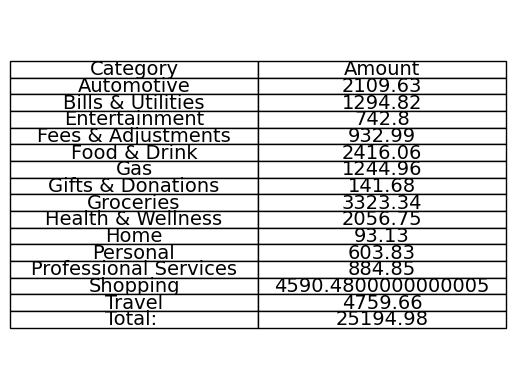 Category Amount
Automotive 2109.63
Bills & Utilities 1294.82
Entertainment 742.8
Fees & Adjustments 932.99
Food & Drink 2416.06
Gas 1244.96
Gifts & Donations 141.68
Groceries 3323.34
Health & Wellness 2056.75
Home 93.13
Personal 603.83
Professional Services 884.85
Shopping 4590.4800000000005
Travel 4759.66
Total: 25194.98